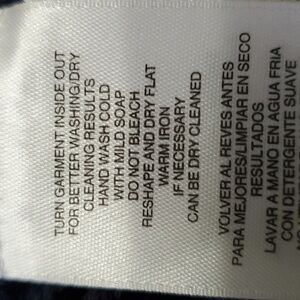 TURN GARMENT INSIDE OUT
FOR BETTER WASHING/DRY
CLEANING RESULTS
HAND WASH COLD
WITH MILD SOAP
DO NOT BLEACH
RESHAPE AND DRY FLAT
WARM IRON
IF NECESSARY
CAN BE DRY CLEANED
VOLVER AL REVES ANTES
PARA MEJORES/LIMPIAR EN SECO
RESULTADOS
LAVAR A MANO EN AGUA FRIA
CON DETERGENTE SUAVE